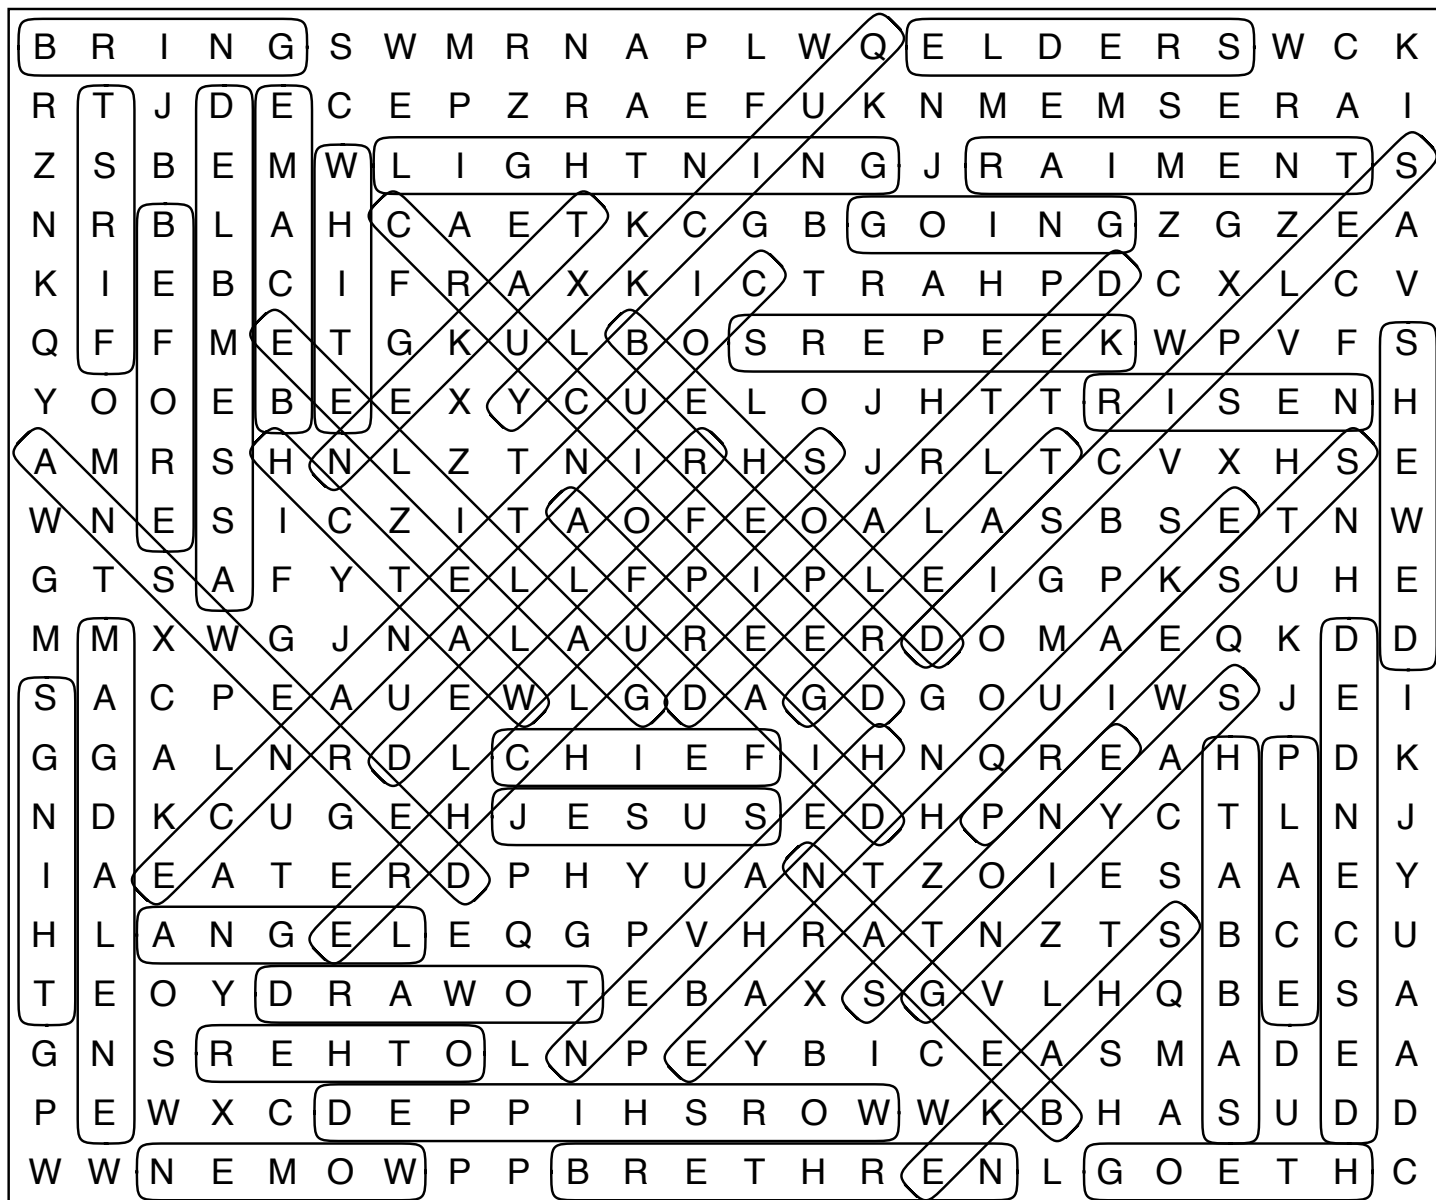 B R I N G S W M R N A P L W Q E L D E R S W C K
R T J D E C E P Z R A E F U K N M E M S E R A I
Z S B E M W L I G H T N I N G J R A I M E N T S
N R B L A H C A E T K C G B G O I N G Z G Z E A
K I E B C I F R A X K I C T R A H P D C X L C V
Q F F M E T G K U L B O S R E P E E K W P V F S
Y O O E B E E X Y C U E L O J H T T R I S E N H
A M R S H N L Z T N I R H S J R L T C V X H S E
W N E S I C Z I T A O F E O A L A S B S E T N W
G T S A F Y T E L L F P I P L E I G P K S U H E
M M X W G J N A L A U R E E R D O M A E Q K D D
S A C P E A U E W L G D A G D G O U I W S J E I
G G A L N R D L C H I E F I H N Q R E A H P D K
N D K C U G E H J E S U S E D H P N Y C T L N J
I A E A T E R D P H Y U A N T Z O I E S A A E Y
H L A N G E L E Q G P V H R A T N Z T S B C C U
T E O Y D R A W O T E B A X S G V L H Q B E S A
G N S R E H T O L N P E Y B I C E A S M A D E A
P E W X C D E P P I H S R O W W K B H A S U D D
W W N E M O W P P B R E T H R E N L G O E T H C